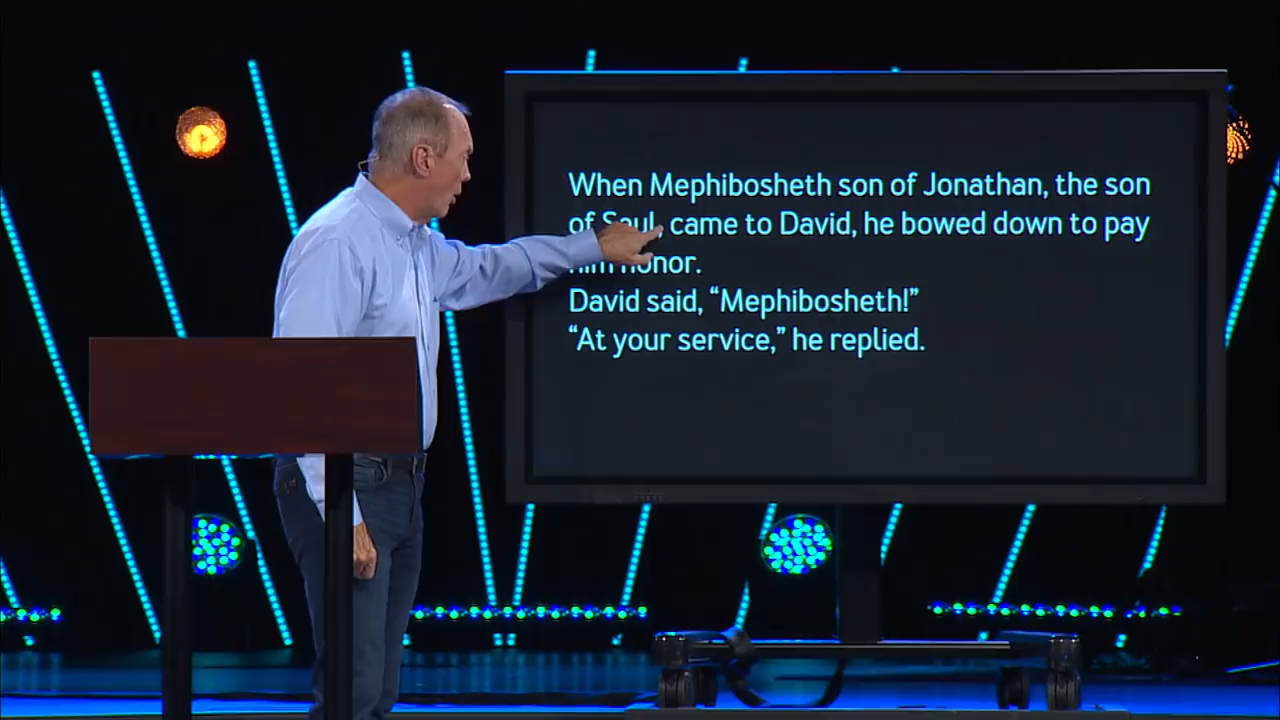 When Mephibosheth son of Jonathan, the son
of Saul, came to David, he bowed down to pay
him honor.
David said, “Mephibosheth!”
“At your service,” he replied.